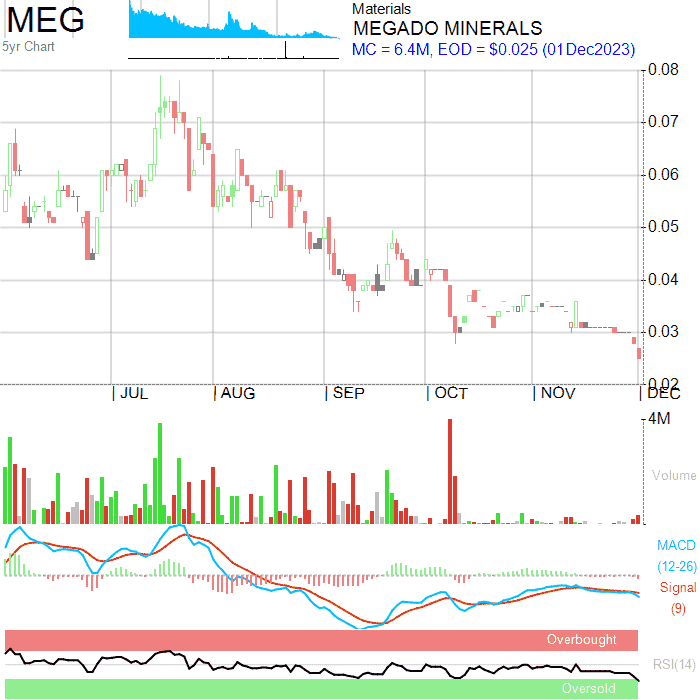 MEG
5yr Chart
Materials
MEGADO MINERALS
MC = 6.4M, EOD = $0.025 (01Dec2023)
0.08
0.07
0.06
0.05
0.04
0.03
0.02
JUL AUG SEP OCT NOV DEC
4M
Volume
MACD
(12-26)
Signal
(9)
Overbought
RSI(14)
Oversold